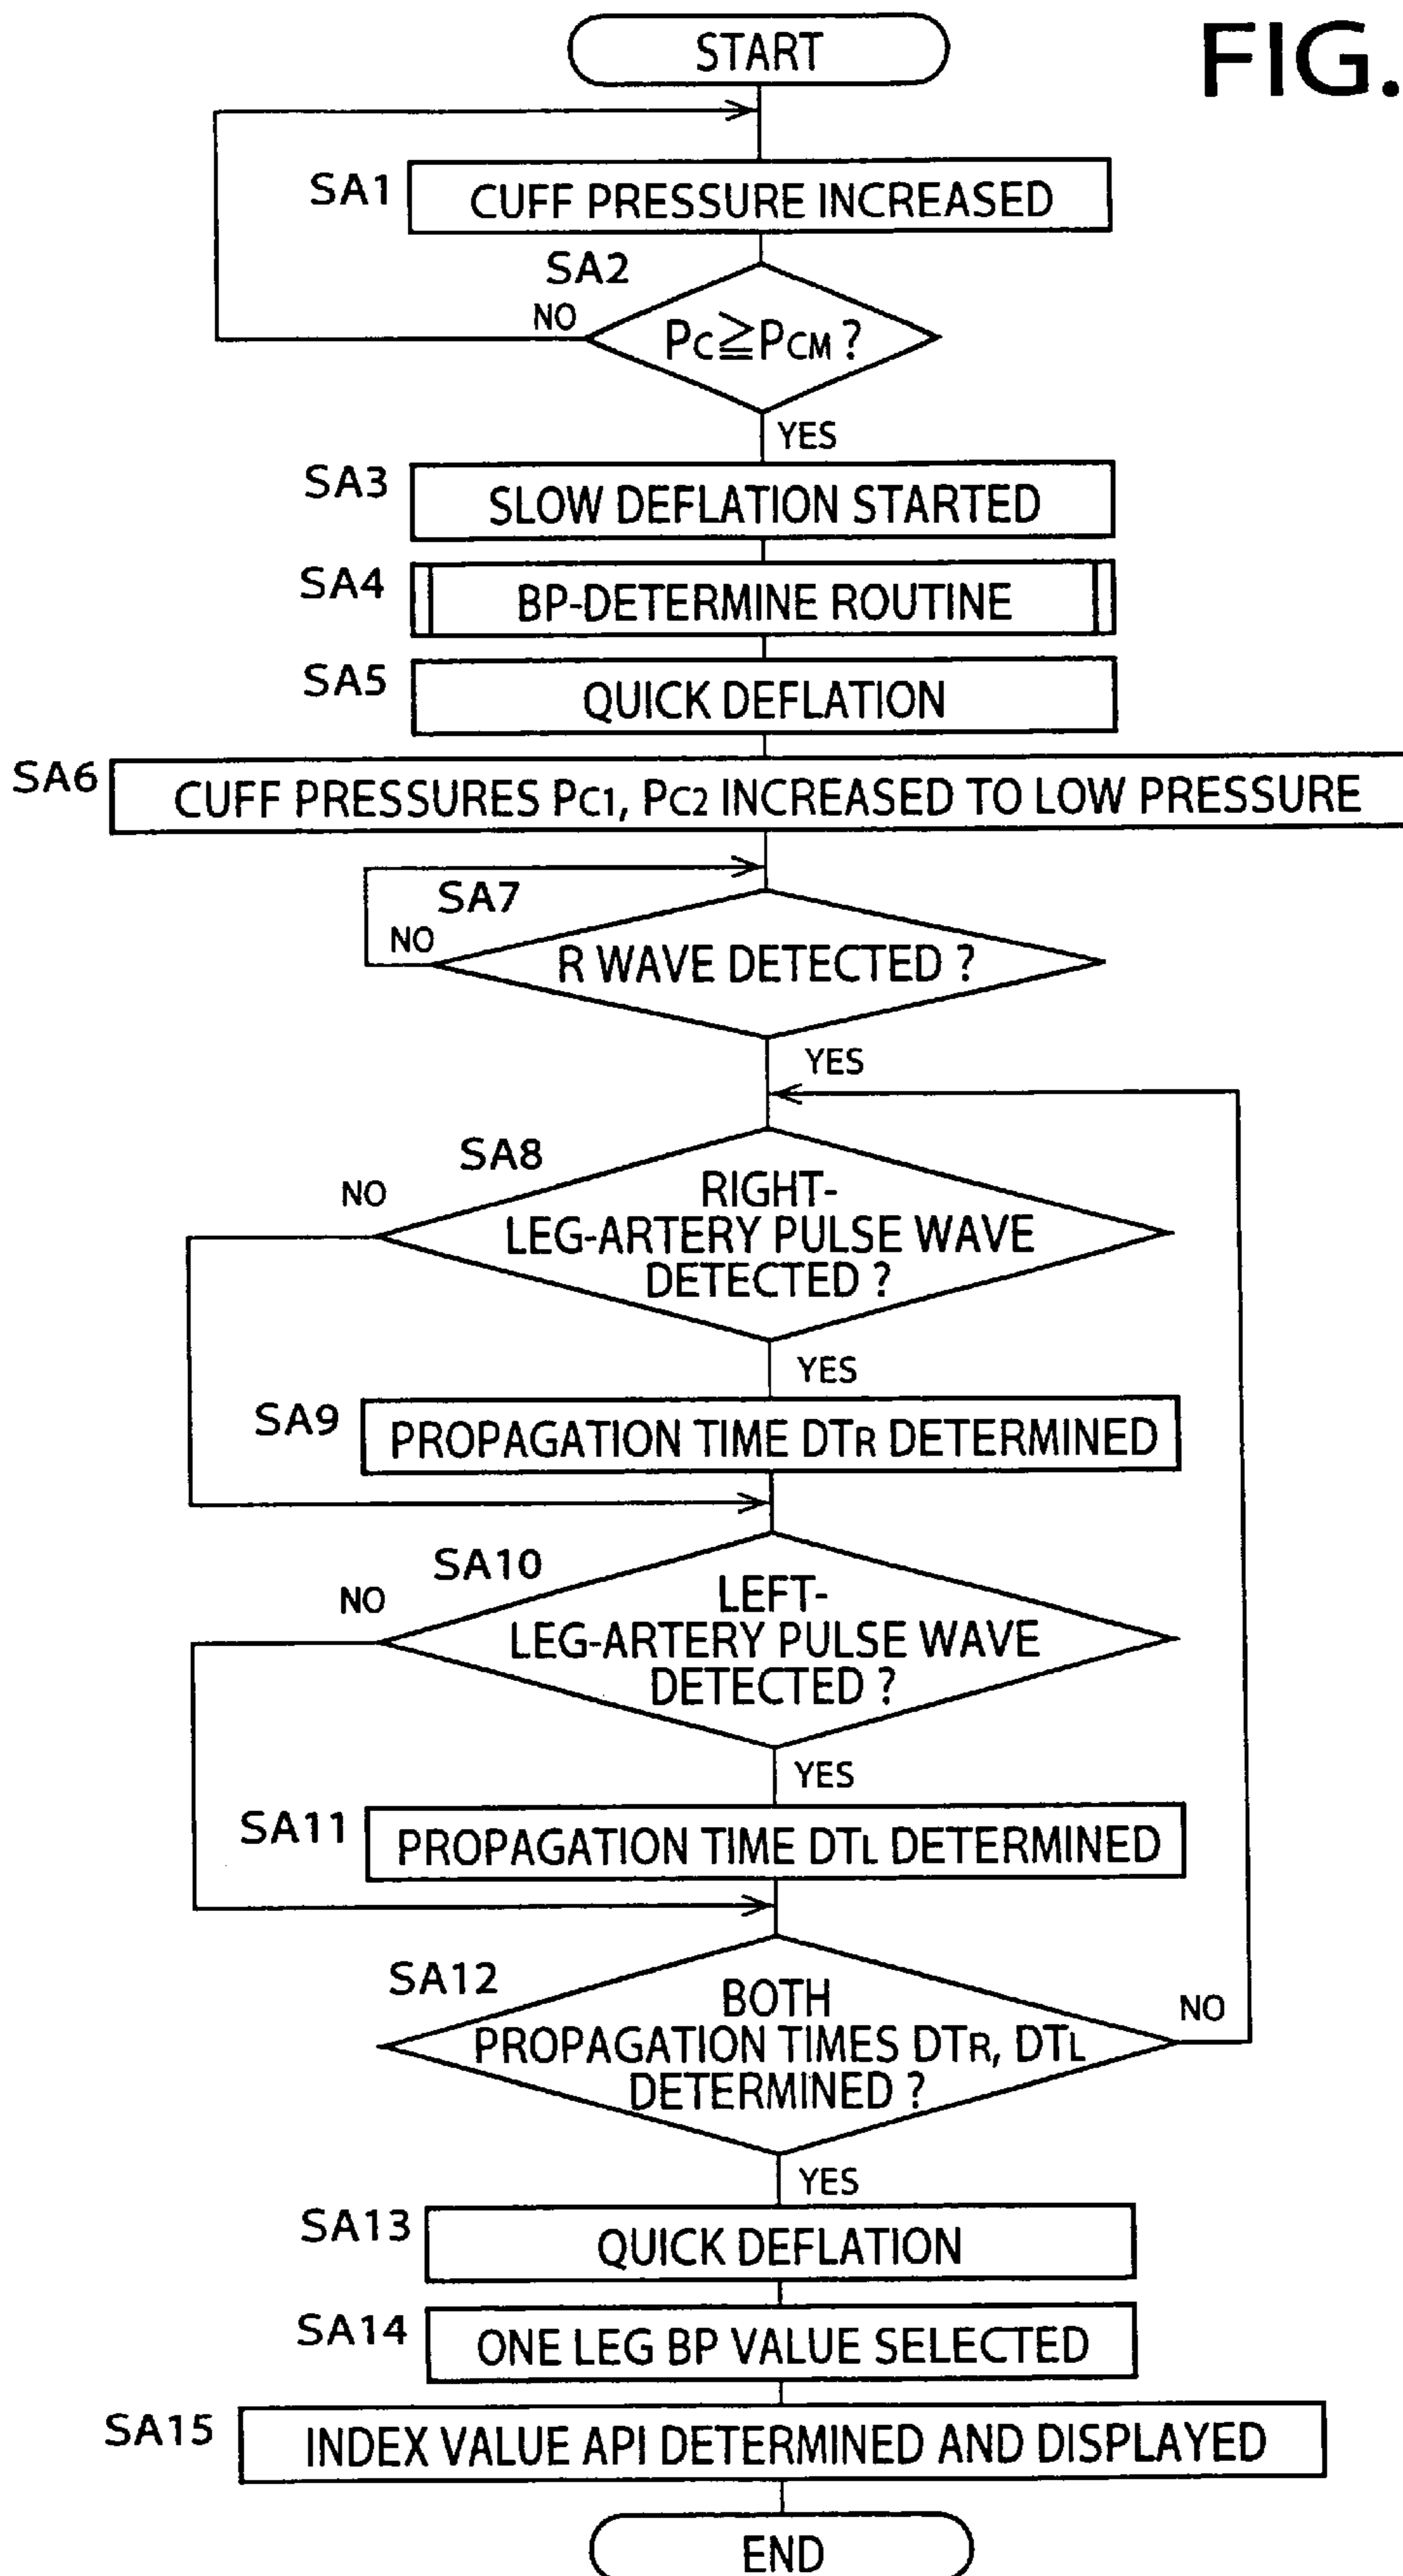 FIG.
START
SA1
CUFF PRESSURE INCREASED
SA2
NO
PC≧PCM ?
YES
SA3
SLOW DEFLATION STARTED
SA4
BP-DETERMINE ROUTINE
SA5
QUICK DEFLATION
SA6
CUFF PRESSURES PC1, PC2 INCREASED TO LOW PRESSURE
SA7
NO
R WAVE DETECTED ?
YES
SA8
NO
RIGHT-
LEG-ARTERY PULSE WAVE
DETECTED ?
YES
SA9
PROPAGATION TIME DTR DETERMINED
SA10
NO
LEFT-
LEG-ARTERY PULSE WAVE
DETECTED ?
YES
SA11
PROPAGATION TIME DTL DETERMINED
SA12
BOTH
PROPAGATION TIMES DTR, DTL
DETERMINED ?
NO
YES
SA13
QUICK DEFLATION
SA14
ONE LEG BP VALUE SELECTED
SA15
INDEX VALUE API DETERMINED AND DISPLAYED
END